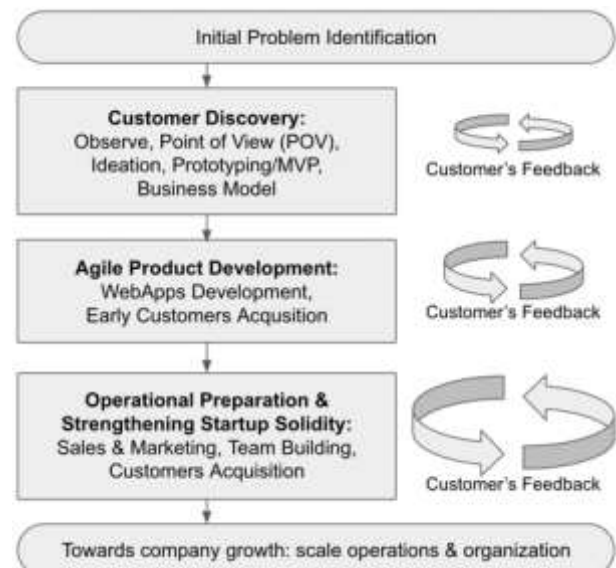 Initial Problem Identification
Customer Discovery:
Observe, Point of View (POV),
Ideation, Prototyping/MVP,
Business Model
Customer's Feedback
Agile Product Development:
WebApps Development,
Early Customers Acqusition
Customer's Feedback
Operational Preparation &
Strengthening Startup Solidity:
Sales & Marketing, Team Building,
Customers Acquisition
Customer's Feedback
Towards company growth: scale operations & organization